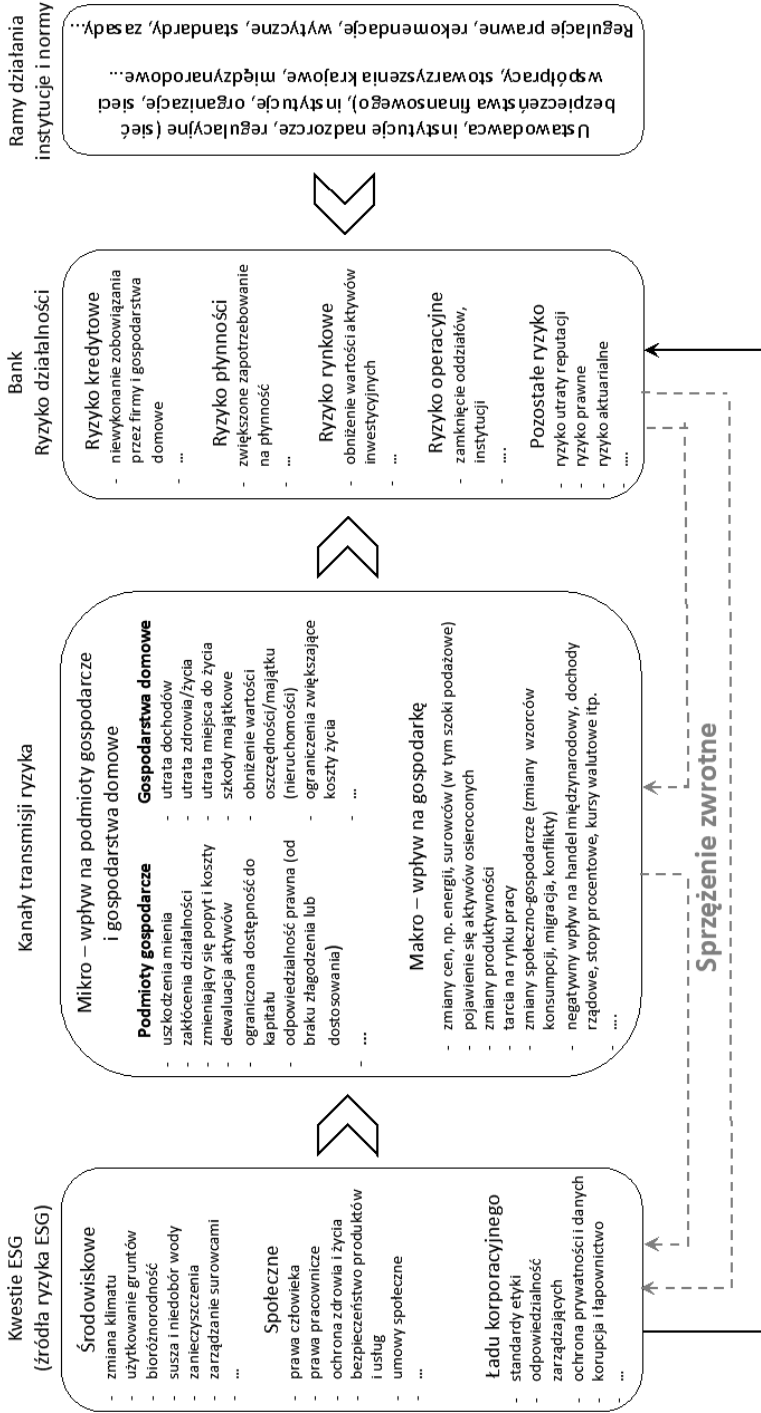 Kwestie ESG
(źródła ryzyka ESG)
Środowiskowe
- zmiana klimatu
- użytkowanie gruntów
- bioróżnorodność
- susza i niedobór wody
- zanieczyszczenia
- zarządzanie surowcami
- ...
Społeczne
- prawa człowieka
- prawa pracownicze
- ochrona zdrowia i życia
- bezpieczeństwo produktów
i usług
- umowy społeczne
- ...
Ładu korporacyjnego
- standardy etyki
- odpowiedzialność
zarządzających
- ochrona prywatności i danych
- korupcja i łapownictwo
- ...
Kanały transmisji ryzyka
Mikro – wpływ na podmioty gospodarcze
i gospodarstwa domowe
Podmioty gospodarcze
- uszkodzenia mienia
- zakłócenia działalności
- zmieniający się popyt i koszty
- dewaluacja aktywów
- ograniczona dostępność do
kapitału
- odpowiedzialność prawna (od
braku złagodzenia lub
dostosowania)
- ...
Gospodarstwa domowe
- utrata dochodów
- utrata zdrowia/życia
- utrata miejsca do życia
- szkody majątkowe
- obniżenie wartości
oszczędności/majątku
(nieruchomości)
- ograniczenia zwiększające
koszty życia
- ...
Makro – wpływ na gospodarkę
- zmiany cen, np. energii, surowców (w tym szoki podażowe)
- pojawienie się aktywów osieroconych
- zmiany produktywności
- tarcia na rynku pracy
- zmiany społeczno-gospodarcze (zmiany wzorców
konsumpcji, migracja, konflikty)
- negatywny wpływ na handel międzynarodowy, dochody
rządowe, stopy procentowe, kursy walutowe itp.
- ....
Bank
Ryzyko działalności
Ryzyko kredytowe
- niewykonanie zobowiązania
przez firmy i gospodarstwa
domowe
- ...
Ryzyko płynności
- zwiększone zapotrzebowanie
na płynność
- ...
Ryzyko rynkowe
- obniżenie wartości aktywów
inwestycyjnych
- ...
Ryzyko operacyjne
- zamknięcie oddziałów,
instytucji
- ....
Pozostałe ryzyko
- ryzyko utraty reputacji
- ryzyko prawne
- ryzyko aktuarialne
- ....
Ramy działania
instytucje i normy
Ustawodawca, instytucje nadzorcze, regulacyjne (sieć
bezpieczeństwa finansowego), instytucje, organizacje, sieci
współpracy, stowarzyszenia krajowe, międzynarodowe...
Regulacje prawne, rekomendacje, wytyczne, standardy, zasady...
Sprzężenie zwrotne